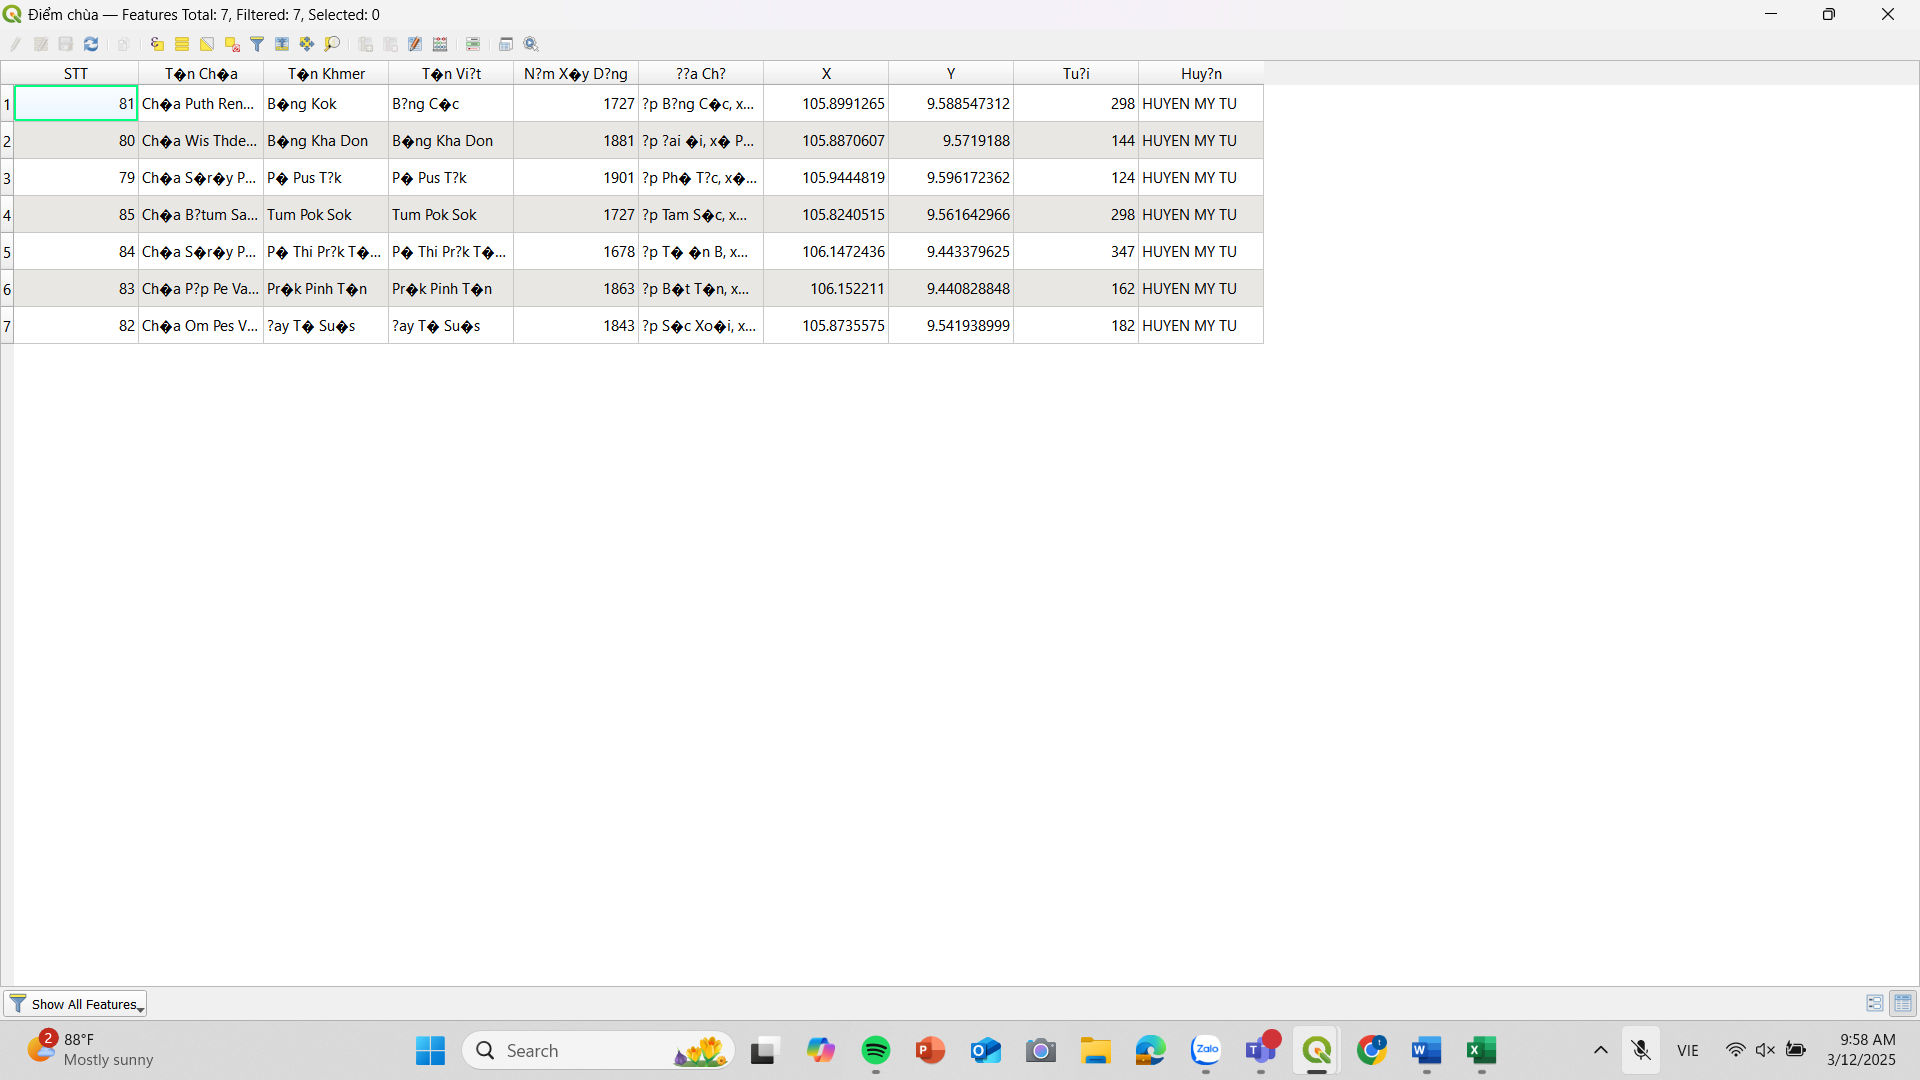 Điểm chùa — Features Total: 7, Filtered: 7, Selected: 0
STT T�n Ch�a T�n Khmer T�n Vi?t N?m X�y D?ng ??a Ch? X Y Tu?i Huy?n
1 81 Ch�a Puth Ren... B�ng Kok B?ng C�c 1727 ?p B?ng C�c, x... 105.8991265 9.588547312 298 HUYEN MY TU
2 80 Ch�a Wis Thde... B�ng Kha Don B�ng Kha Don 1881 ?p ?ai �i, x� P... 105.8870607 9.5719188 144 HUYEN MY TU
3 79 Ch�a S�r�y P... P� Pus T?k P� Pus T?k 1901 ?p Ph� T?c, x�... 105.9444819 9.596172362 124 HUYEN MY TU
4 85 Ch�a B?tum Sa... Tum Pok Sok Tum Pok Sok 1727 ?p Tam S�c, x... 105.8240515 9.561642966 298 HUYEN MY TU
5 84 Ch�a S�r�y P... P� Thi Pr?k T�... P� Thi Pr?k T�... 1678 ?p T� �n B, x... 106.1472436 9.443379625 347 HUYEN MY TU
6 83 Ch�a P?p Pe Va... Pr�k Pinh T�n Pr�k Pinh T�n 1863 ?p B�t T�n, x... 106.152211 9.440828848 162 HUYEN MY TU
7 82 Ch�a Om Pes V... ?ay T� Su�s ?ay T� Su�s 1843 ?p S�c Xo�i, x... 105.8735575 9.541938999 182 HUYEN MY TU
Show All Features
2 88°F
Mostly sunny
Search
Zalo
VIE
9:58 AM
3/12/2025